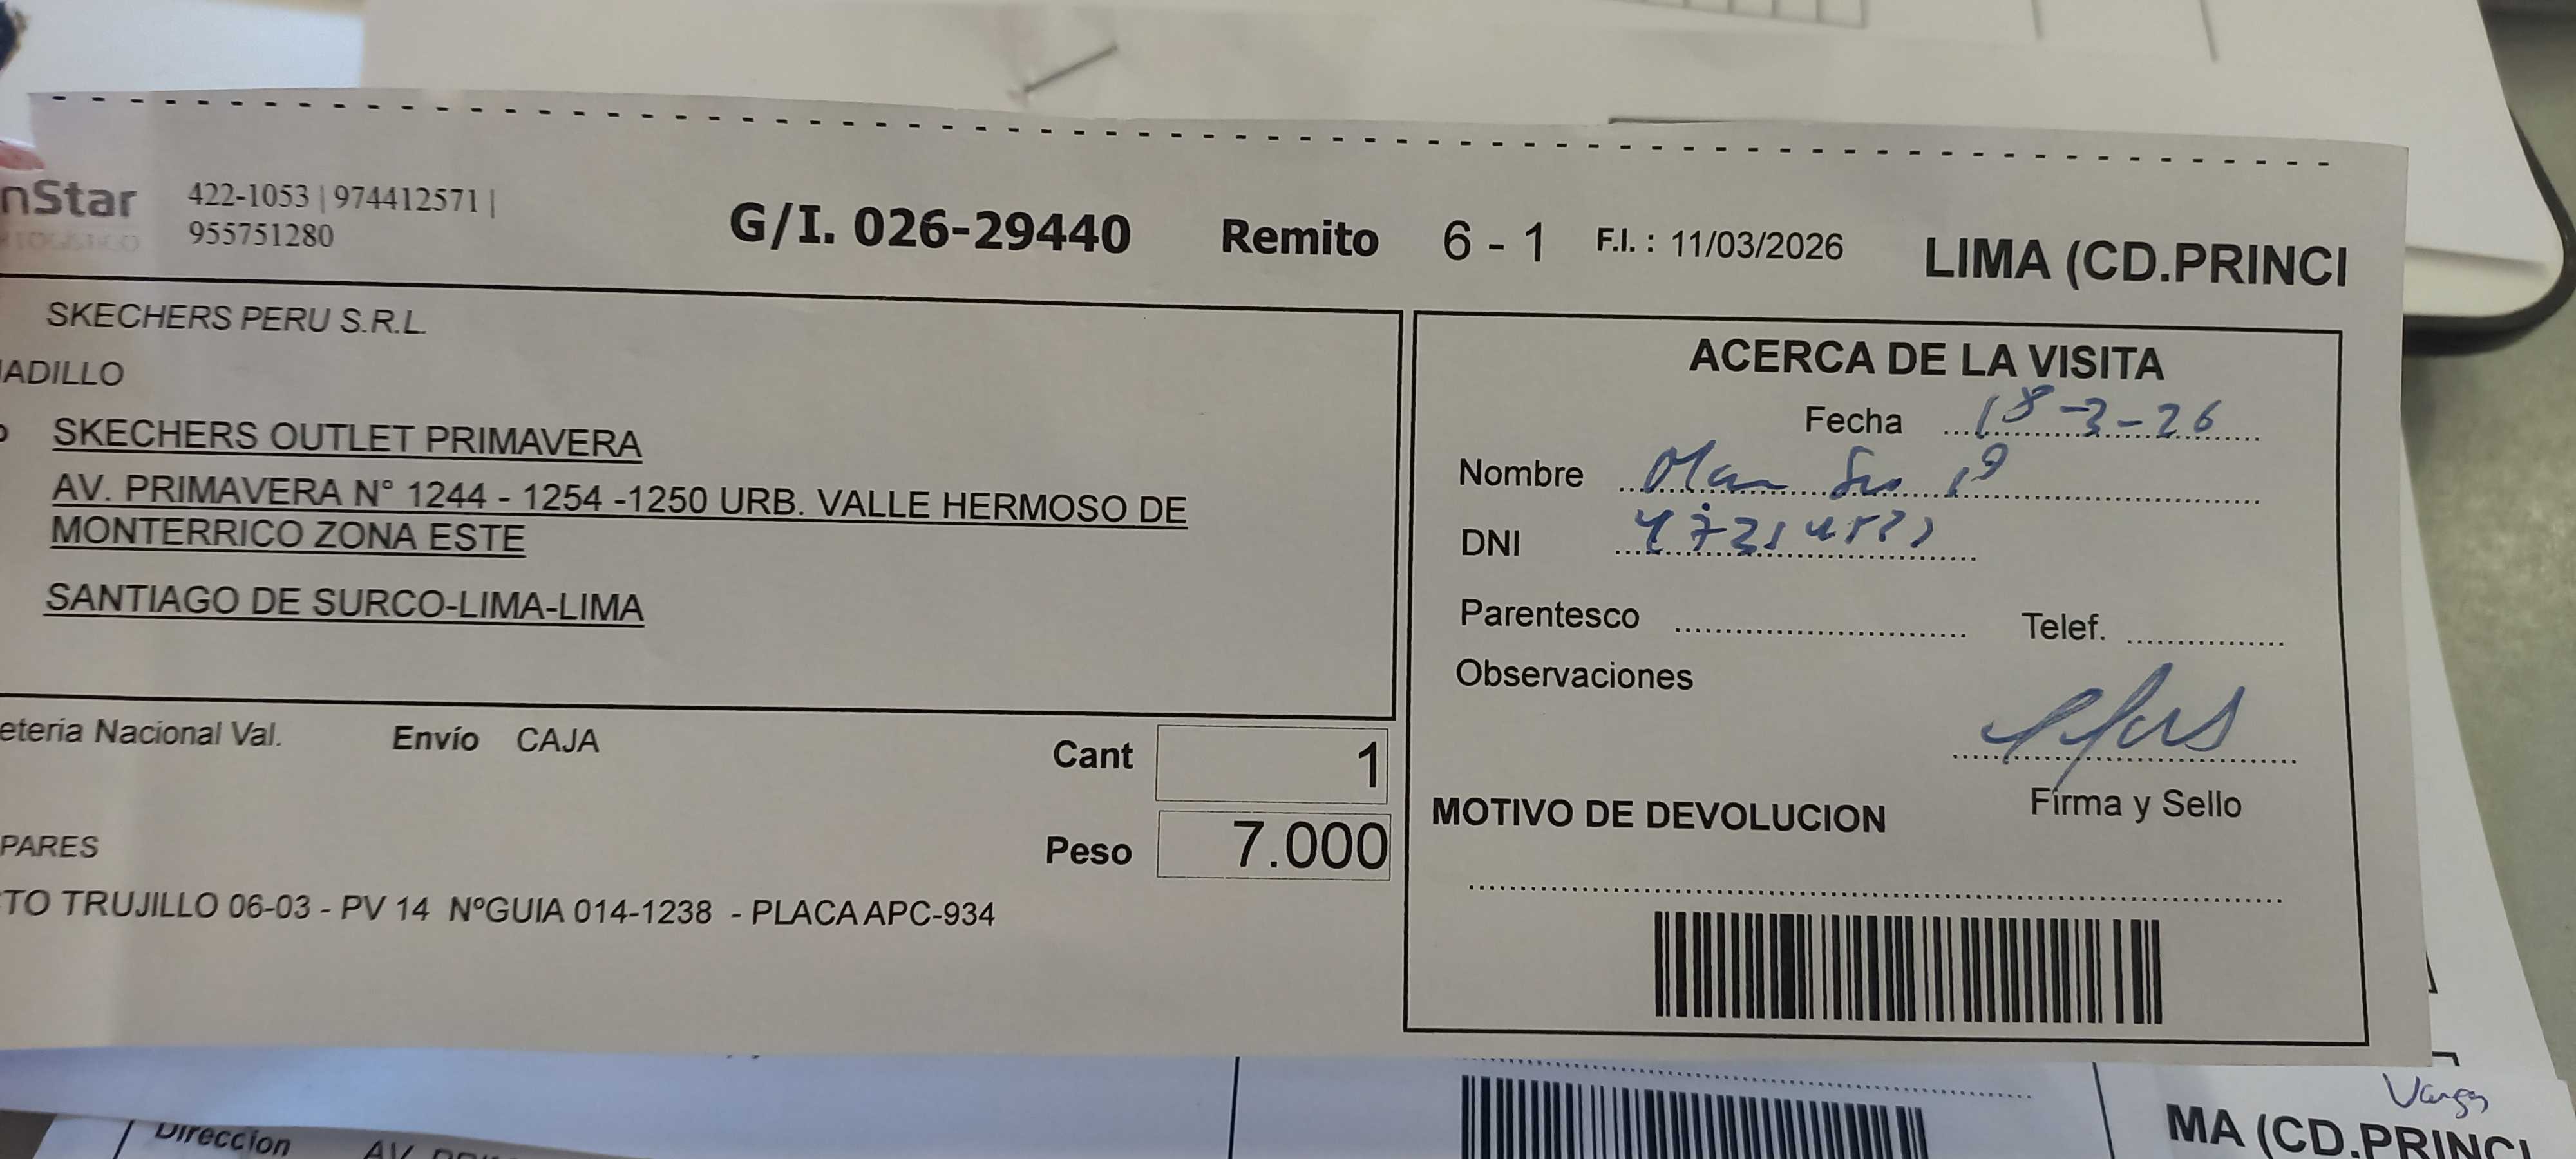 nStar
LOGISTICO
422-1053 | 974412571 |
955751280
G/I. 026-29440 Remito 6 - 1 F.I. : 11/03/2026 LIMA (CD.PRINCI
SKECHERS PERU S.R.L.
ADILLO
SKECHERS OUTLET PRIMAVERA
AV. PRIMAVERA N° 1244 - 1254 -1250 URB. VALLE HERMOSO DE
MONTERRICO ZONA ESTE
SANTIAGO DE SURCO-LIMA-LIMA
eteria Nacional Val. Envío CAJA
Cant 1
Peso 7.000
PARES
TO TRUJILLO 06-03 - PV 14 NºGUIA 014-1238 - PLACA APC-934
ACERCA DE LA VISITA
Fecha 18-3-26
Nombre
DNI
Parentesco Telef.
Observaciones
Firma y Sello
MOTIVO DE DEVOLUCION
Vargas
MA (CD.PRINCI
Direccion AV.